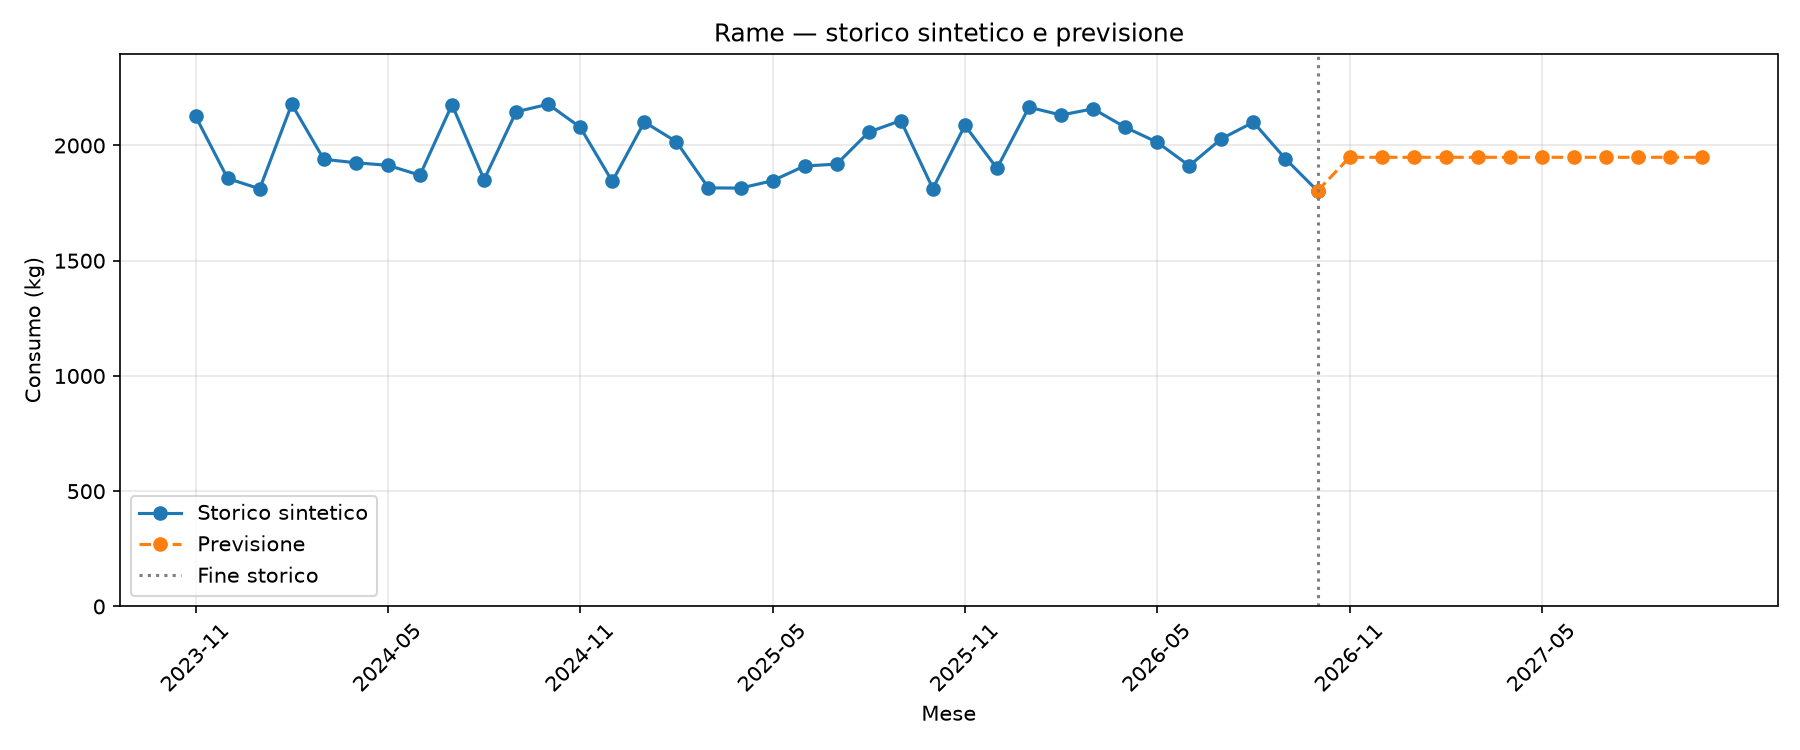 Rame — storico sintetico e previsione
Consumo (kg)
2000
1500
1000
500
0
Storico sintetico
Previsione
Fine storico
2023-11
2024-05
2024-11
2025-05
2025-11
2026-05
2026-11
2027-05
Mese